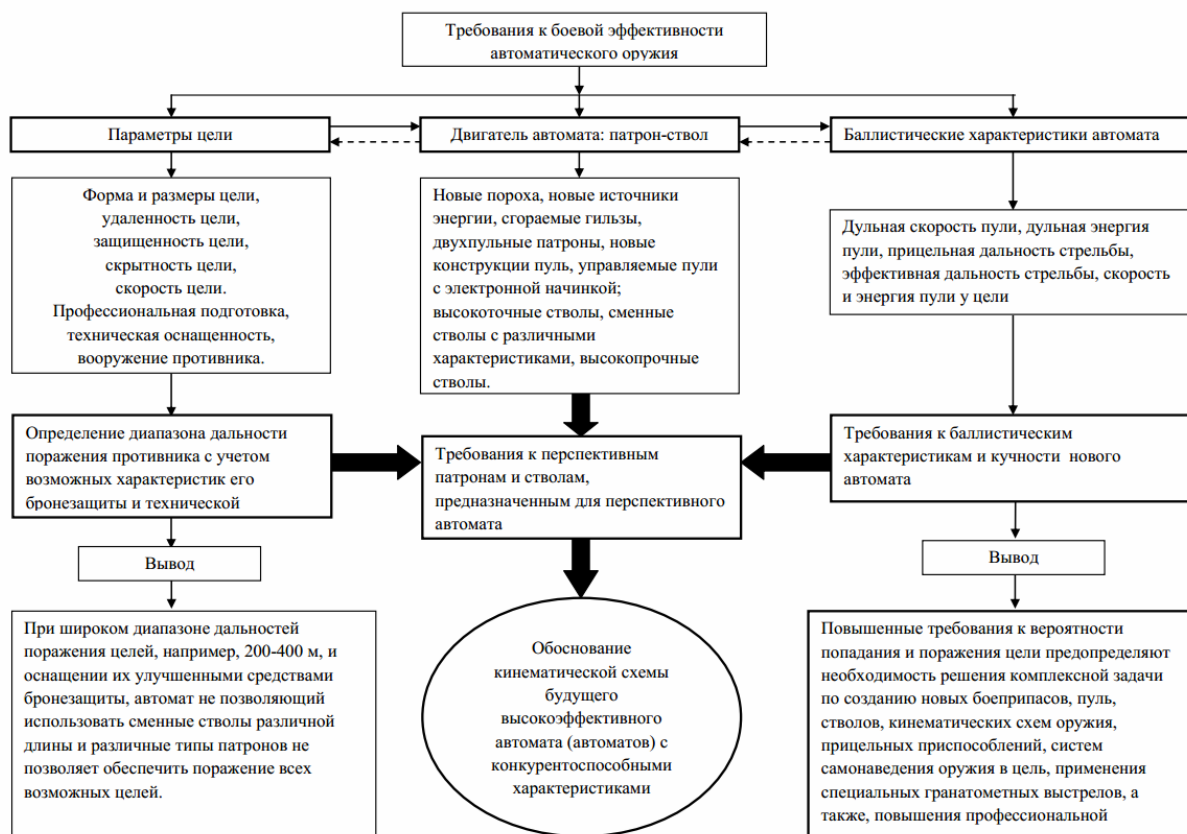 Требования к боевой эффективности
автоматического оружия
Параметры цели
Двигатель автомата: патрон-ствол
Баллистические характеристики автомата
Форма и размеры цели,
удаленность цели,
защищенность цели,
скрытность цели,
скорость цели.
Профессиональная подготовка,
техническая оснащенность,
вооружение противника.
Новые пороха, новые источники
энергии, сгораемые гильзы,
двухпульные патроны, новые
конструкции пуль, управляемые пули
с электронной начинкой;
высокоточные стволы, сменные
стволы с различными
характеристиками, высокопрочные
стволы.
Дульная скорость пули, дульная энергия
пули, прицельная дальность стрельбы,
эффективная дальность стрельбы, скорость
и энергия пули у цели
Определение диапазона дальности
поражения противника с учетом
возможных характеристик его
бронезащиты и технической
Требования к перспективным
патронам и стволам,
предназначенным для перспективного
автомата
Требования к баллистическим
характеристикам и кучности нового
автомата
Вывод
Вывод
При широком диапазоне дальностей
поражения целей, например, 200-400 м, и
оснащении их улучшенными средствами
бронезащиты, автомат не позволяющий
использовать сменные стволы различной
длины и различные типы патронов не
позволяет обеспечить поражение всех
возможных целей.
Обоснование
кинематической схемы
будущего
высокоэффективного
автомата (автоматов) с
конкурентоспособными
характеристиками
Повышенные требования к вероятности
попадания и поражения цели предопределяют
необходимость решения комплексной задачи
по созданию новых боеприпасов, пуль,
стволов, кинематических схем оружия,
прицельных приспособлений, систем
самонаведения оружия в цель, применения
специальных гранатометных выстрелов, а
также, повышения профессиональной